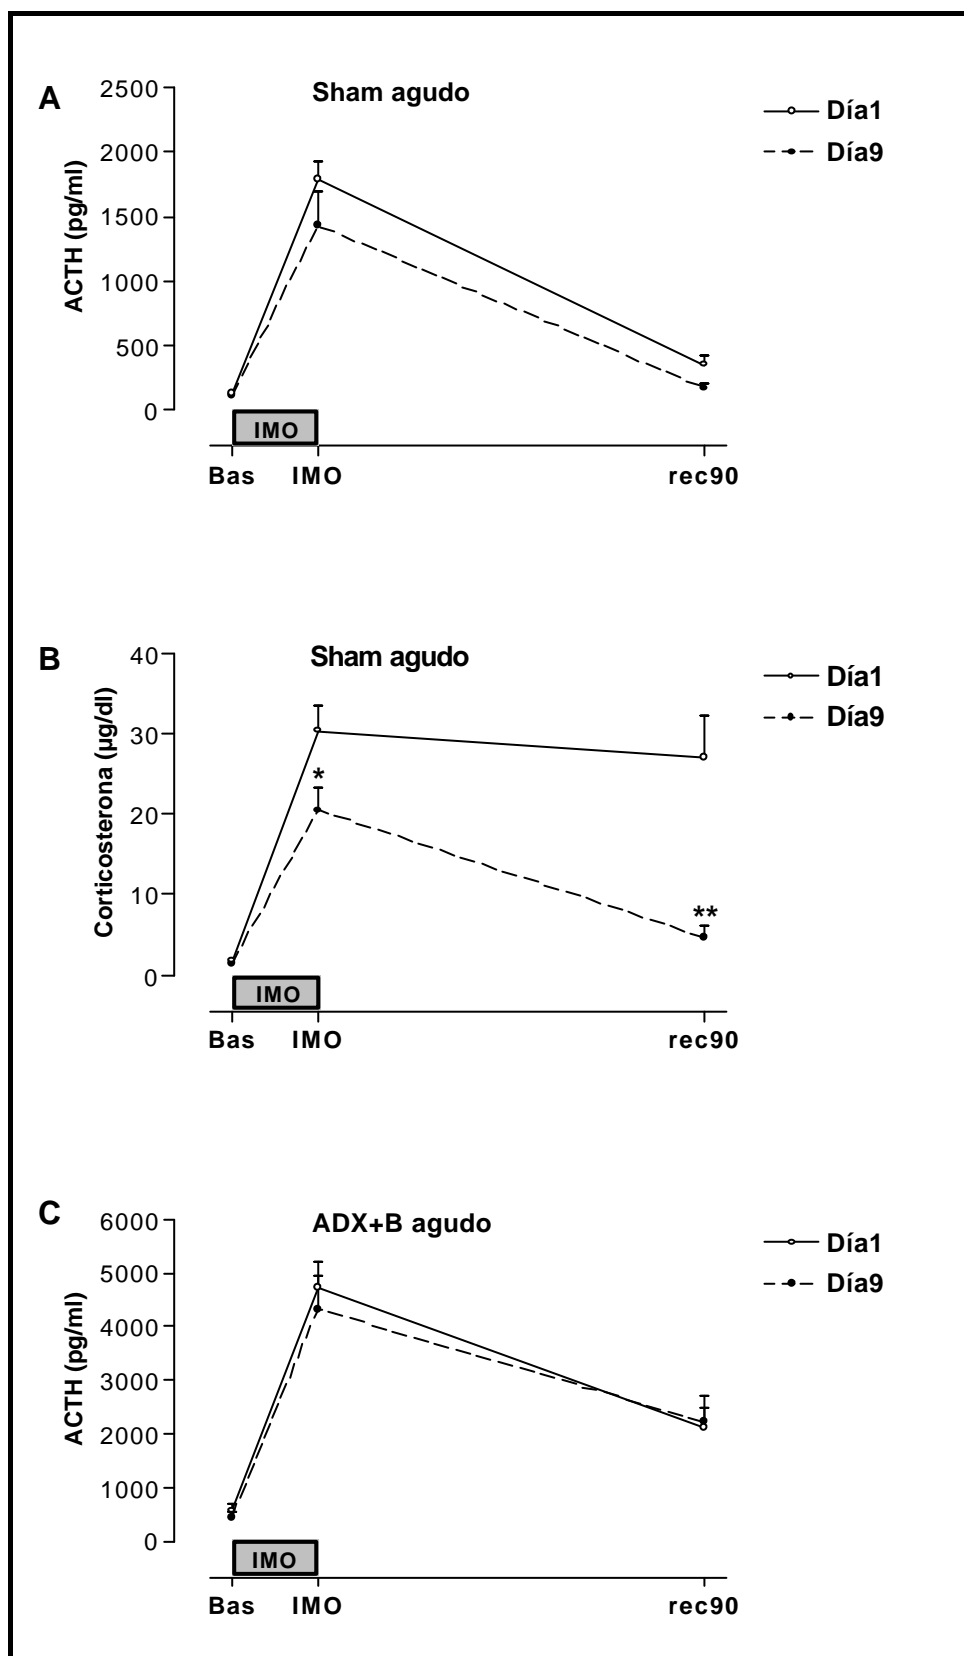 A
Sham agudo
Día1
Día9
ACTH (pg/ml)
2500
2000
1500
1000
500
0
IMO
Bas IMO rec90
B
Sham agudo
Día1
Día9
Corticosterona (µg/dl)
40
30
20
10
0
*
**
IMO
Bas IMO rec90
C
ADX+B agudo
Día1
Día9
ACTH (pg/ml)
6000
5000
4000
3000
2000
1000
0
IMO
Bas IMO rec90